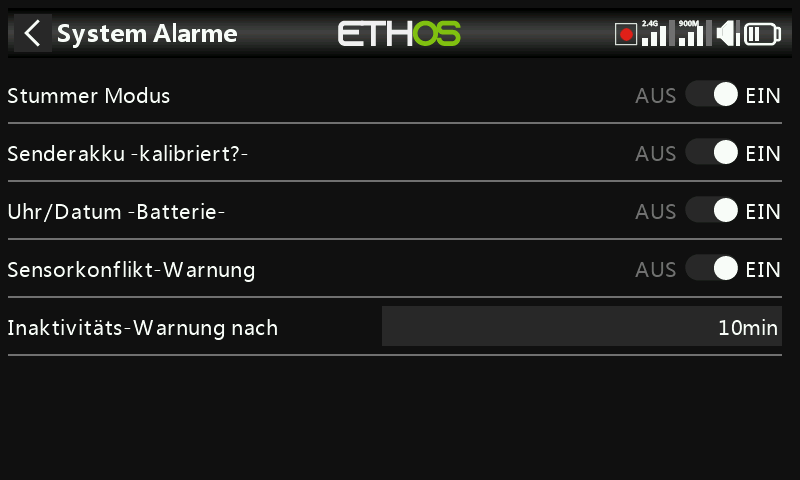 System Alarme
ETHOS
2.4G
900M
Stummer Modus
AUS
EIN
Senderakku -kalibriert?-
AUS
EIN
Uhr/Datum -Batterie-
AUS
EIN
Sensorkonflikt-Warnung
AUS
EIN
Inaktivitäts-Warnung nach
10min